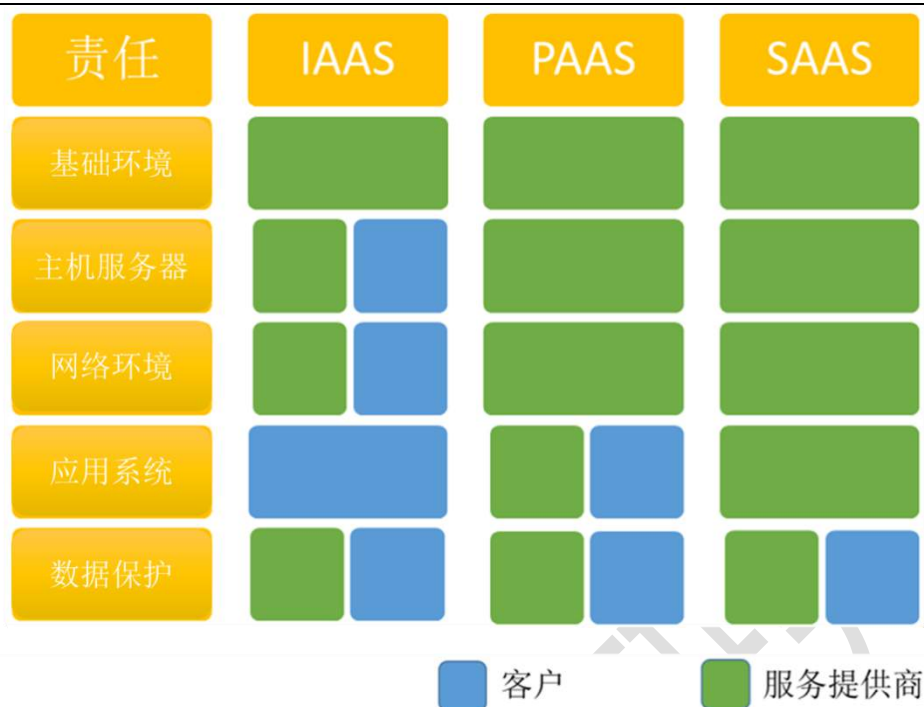 责任 IAAS PAAS SAAS
基础环境
主机服务器
网络环境
应用系统
数据保护
客户 服务提供商